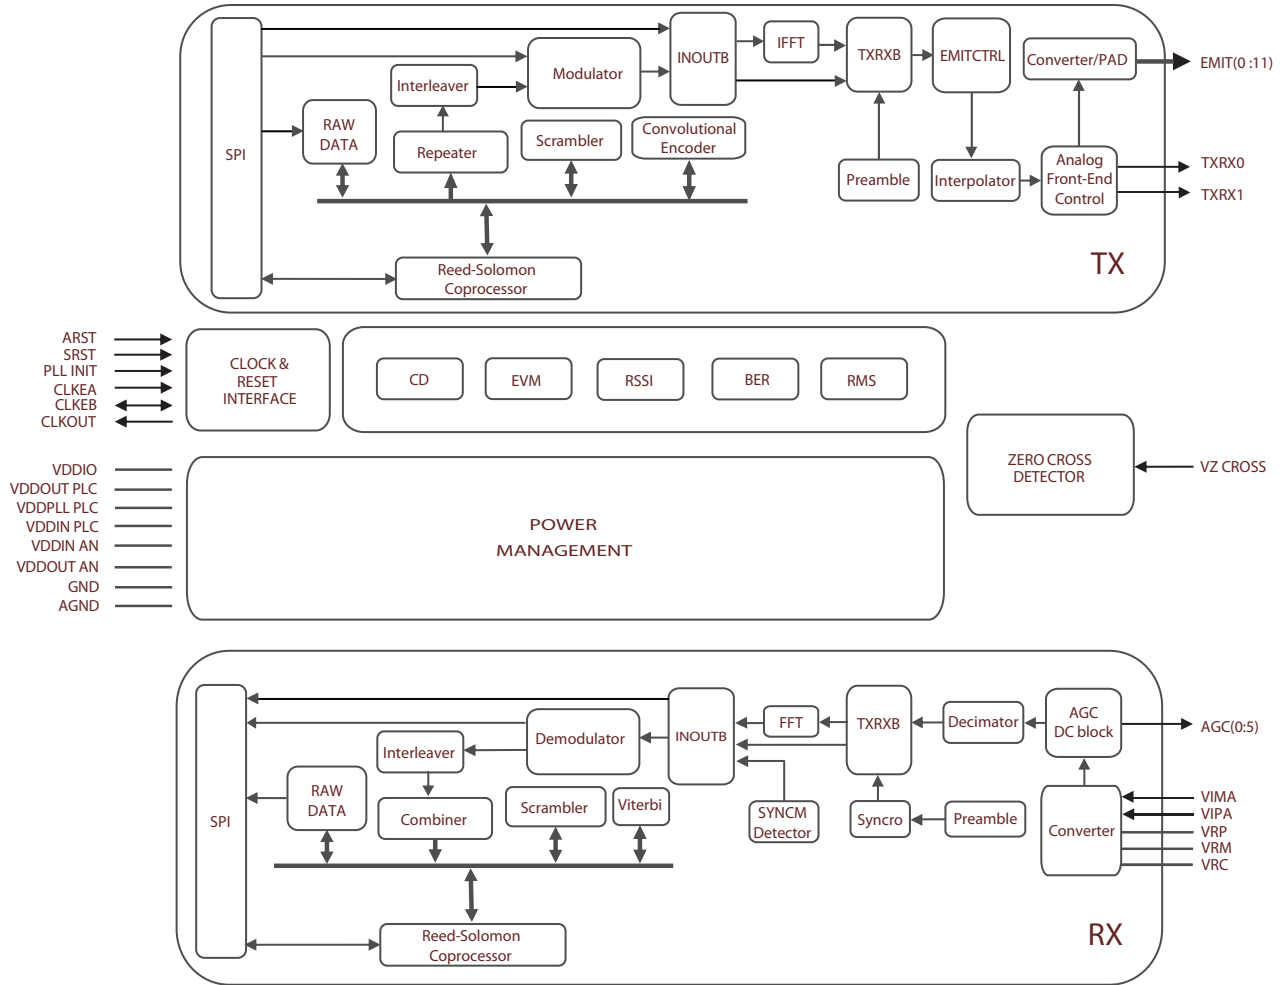 SPI
RAW
DATA
Interleaver
Repeater
Modulator
Scrambler
Convolutional
Encoder
INOUTB
IFFT
TXRXB
EMITCTRL
Converter/PAD
EMIT(0 :11)
Preamble
Interpolator
Analog
Front-End
Control
TXRX0
TXRX1
Reed-Solomon
Coprocessor
TX
ARST
SRST
PLL INIT
CLKEA
CLKEB
CLKOUT
CLOCK &
RESET
INTERFACE
CD
EVM
RSSI
BER
RMS
ZERO CROSS
DETECTOR
VZ CROSS
VDDIO
VDDOUT PLC
VDDPLL PLC
VDDIN PLC
VDDIN AN
VDDOUT AN
GND
AGND
POWER
MANAGEMENT
SPI
RAW
DATA
Interleaver
Combiner
Demodulator
Scrambler
Viterbi
INOUTB
FFT
SYNCM
Detector
TXRXB
Syncro
Decimator
Preamble
AGC
DC block
AGC(0:5)
Converter
VIMA
VIPA
VRP
VRM
VRC
Reed-Solomon
Coprocessor
RX